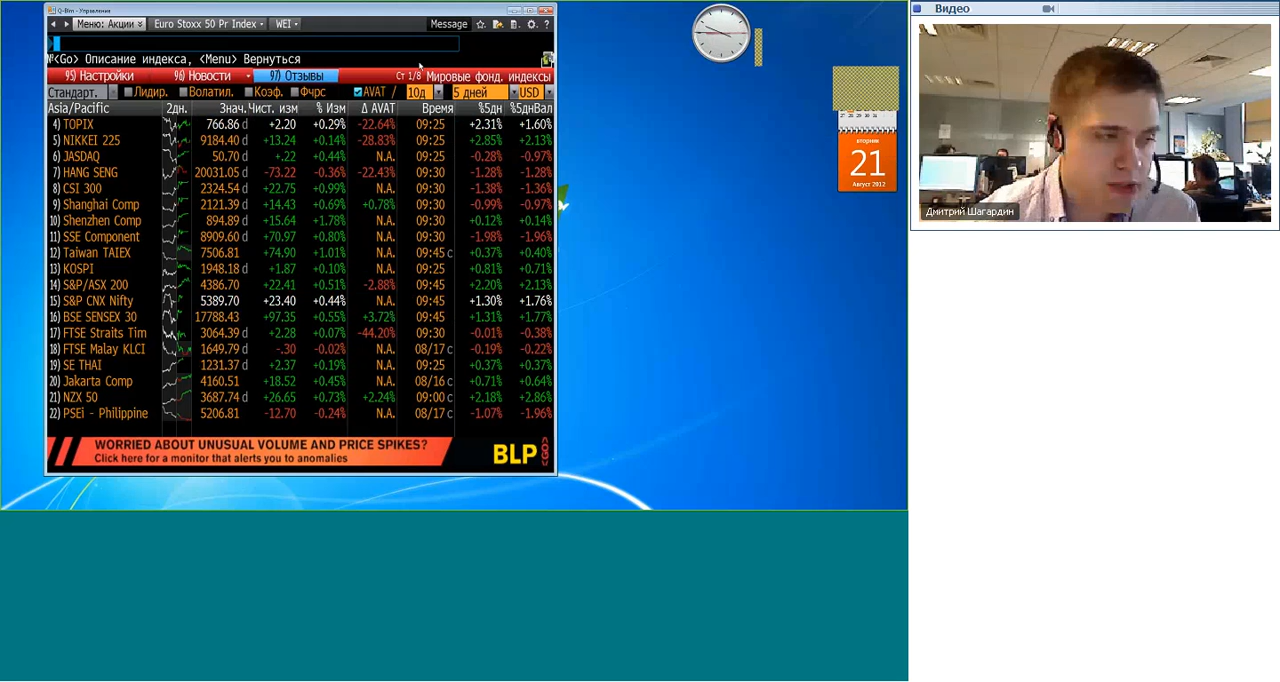 Q-Blm - Управление
Меню: Акции Euro Stoxx 50 Pr Index WEI Message
№<Go> Описание индекса, <Menu> Вернуться
95) Настройки 96) Новости 97) Отзывы Ст 1/8 Мировые фонд. индексы
Стандарт. Лидир. Волатил. Коэф. Фчрс AVAT / 10д 5 дней USD
Asia/Pacific 2дн. Знач. Чист. изм % Изм Δ AVAT Время %5дн %5днВал
4) TOPIX 766.86 d +2.20 +0.29% -22.64% 09:25 +2.31% +1.60%
5) NIKKEI 225 9184.40 d +13.24 +0.14% -28.83% 09:25 +2.85% +2.13%
6) JASDAQ 50.70 d +.22 +0.44% N.A. 09:25 -0.28% -0.97%
7) HANG SENG 20031.05 d -73.22 -0.36% -22.43% 09:30 -1.28% -1.28%
8) CSI 300 2324.54 d +22.75 +0.99% N.A. 09:30 -1.38% -1.36%
9) Shanghai Comp 2121.39 d +14.43 +0.69% +0.78% 09:30 -0.99% -0.97%
10) Shenzhen Comp 894.89 d +15.64 +1.78% N.A. 09:30 +0.12% +0.14%
11) SSE Component 8909.60 d +70.97 +0.80% N.A. 09:30 -1.98% -1.96%
12) Taiwan TAIEX 7506.81 +74.90 +1.01% N.A. 09:45 c +0.37% +0.40%
13) KOSPI 1948.18 d +1.87 +0.10% N.A. 09:25 +0.81% +0.71%
14) S&P/ASX 200 4386.70 +22.41 +0.51% -2.88% 09:45 +2.20% +2.13%
15) S&P CNX Nifty 5389.70 +23.40 +0.44% N.A. 09:45 +1.30% +1.76%
16) BSE SENSEX 30 17788.43 +97.35 +0.55% +3.72% 09:45 +1.31% +1.77%
17) FTSE Straits Tim 3064.39 d +2.28 +0.07% -44.20% 09:30 -0.01% -0.38%
18) FTSE Malay KLCI 1649.79 d -.30 -0.02% N.A. 08/17 c -0.19% -0.22%
19) SE THAI 1231.37 d +2.37 +0.19% N.A. 09:25 +0.37% +0.37%
20) Jakarta Comp 4160.51 +18.52 +0.45% N.A. 08/16 c +0.71% +0.64%
21) NZX 50 3687.74 d +26.65 +0.73% +2.24% 09:00 c +2.18% +2.86%
22) PSEi - Philippine 5206.81 -12.70 -0.24% N.A. 08/17 c -1.07% -1.96%
WORRIED ABOUT UNUSUAL VOLUME AND PRICE SPIKES?
Click here for a monitor that alerts you to anomalies
BLP
вторник
21
Август 2012
Видео
Дмитрий Шагардин